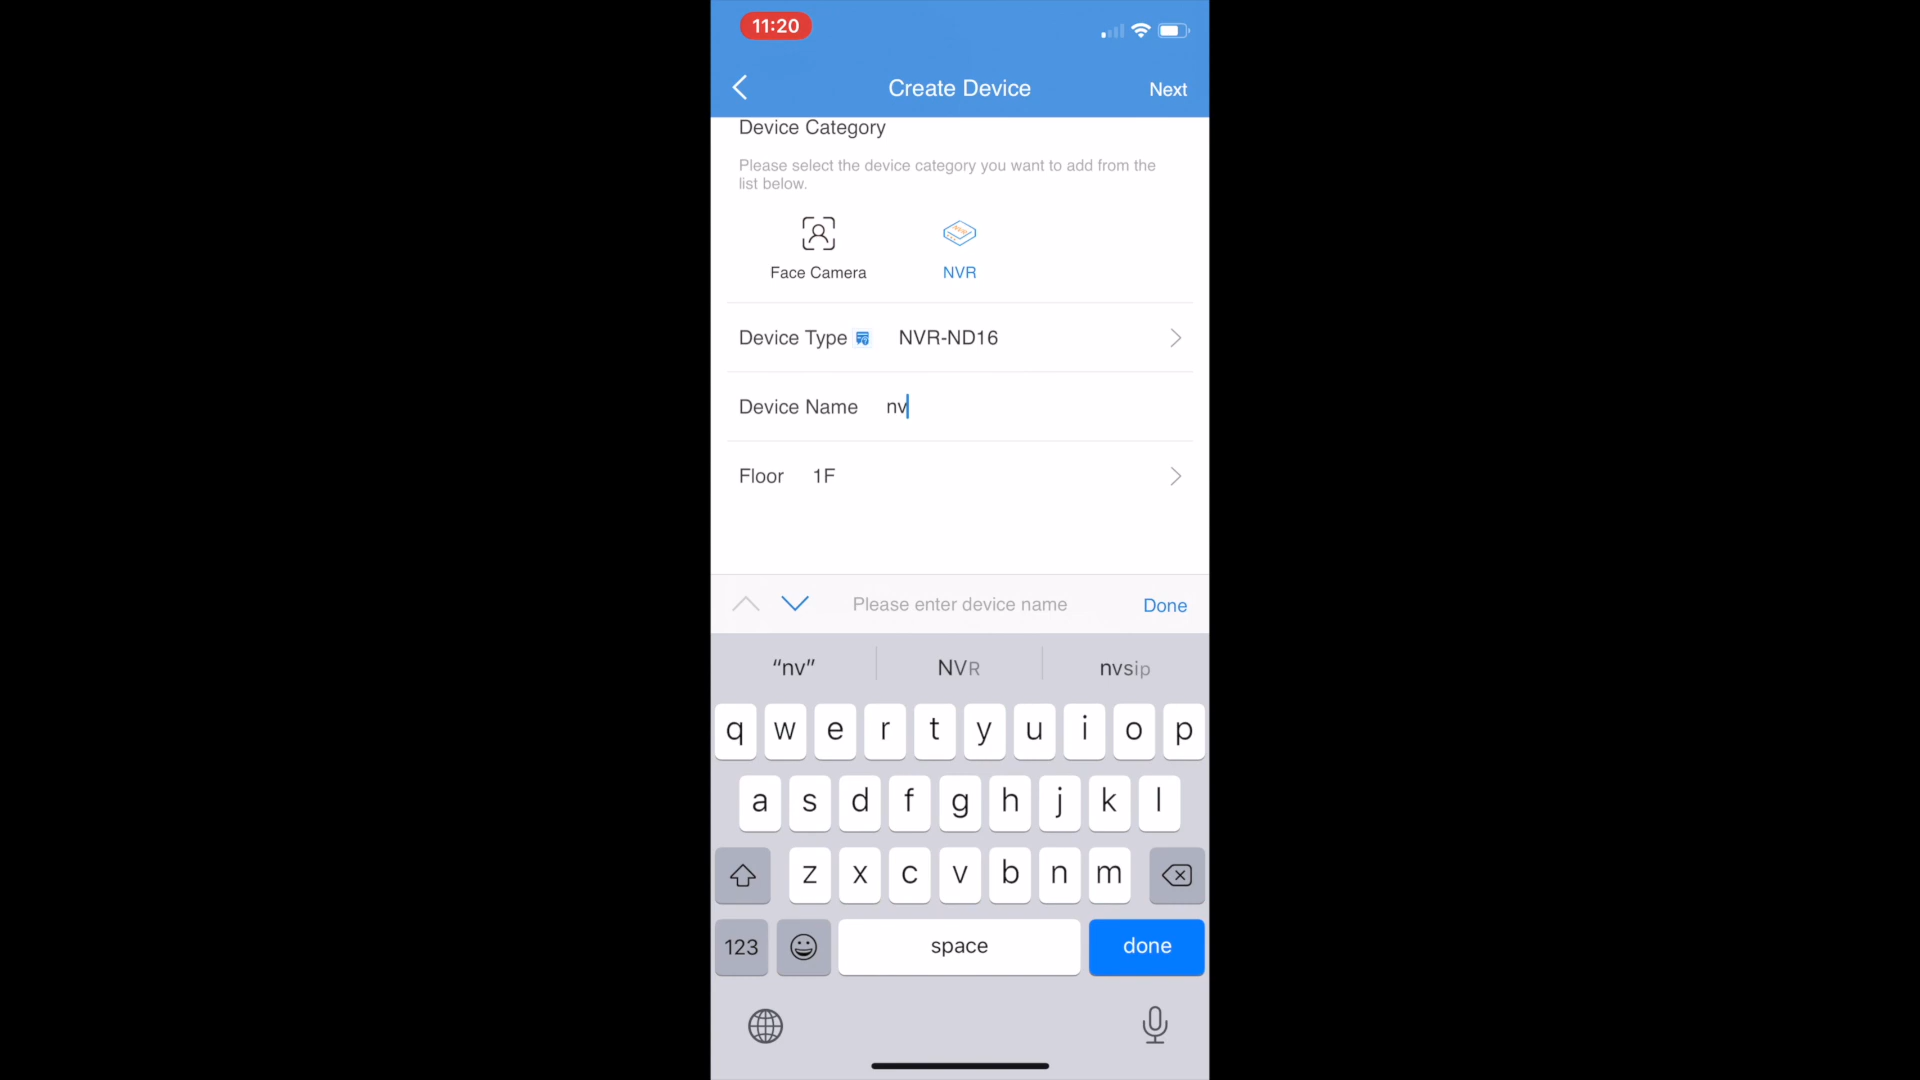 11:20
Create Device
Next
Device Category
Please select the device category you want to add from the
list below.
Face Camera
NVR
Device Type NVR-ND16
Device Name nv
Floor 1F
Please enter device name
Done
“nv”
NVR
nvsip
q w e r t y u i o p
a s d f g h j k l
z x c v b n m
123
space
done